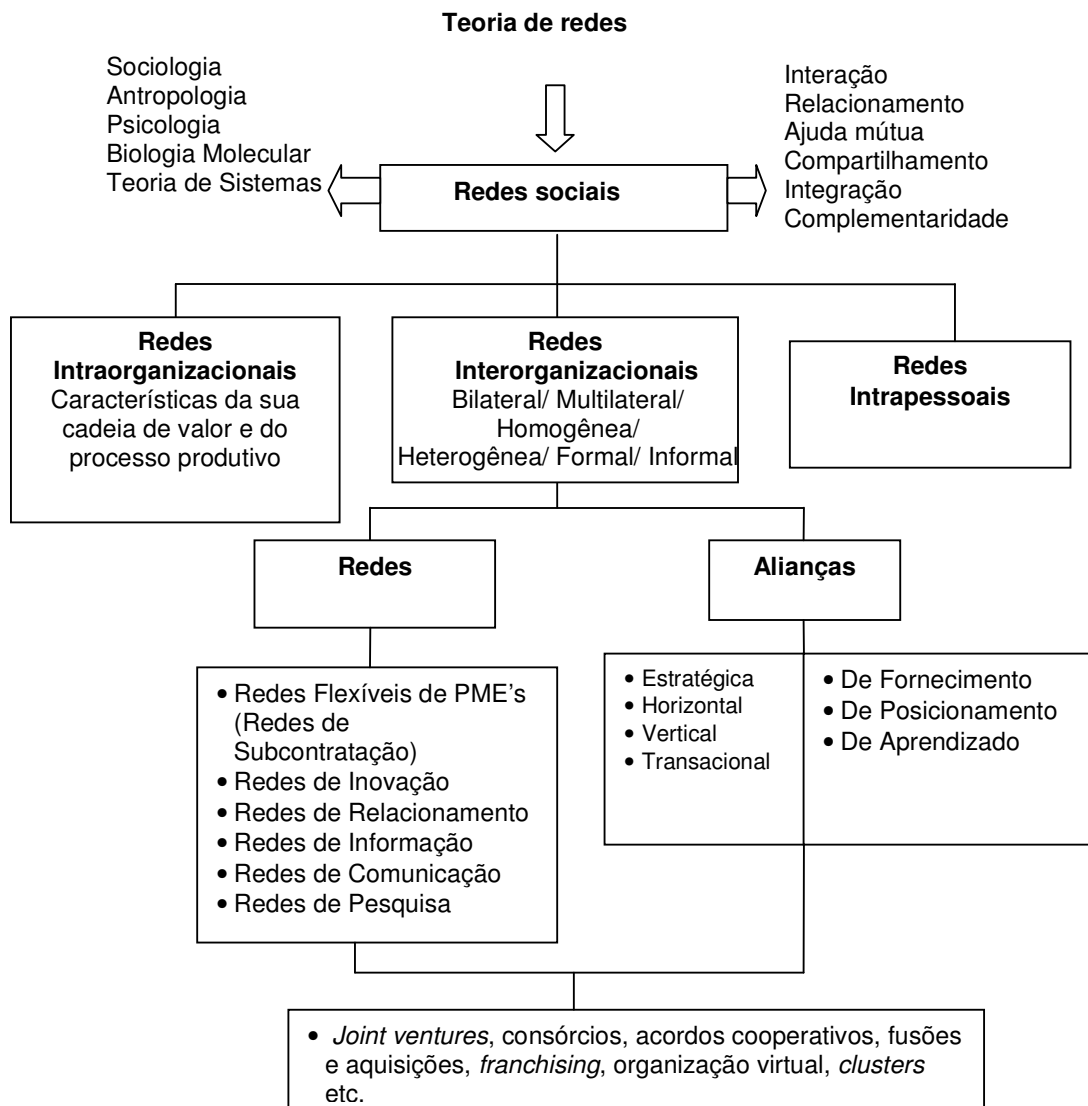 Teoria de redes
Sociologia
Antropologia
Psicologia
Biologia Molecular
Teoria de Sistemas
Redes sociais
Interação
Relacionamento
Ajuda mútua
Compartilhamento
Integração
Complementaridade
Redes
Intraorganizacionais
Características da sua
cadeia de valor e do
processo produtivo
Redes
Interorganizacionais
Bilateral/ Multilateral/
Homogênea/
Heterogênea/ Formal/ Informal
Redes
Intrapessoais
Redes
Alianças
• Redes Flexíveis de PME's
(Redes de
Subcontratação)
• Redes de Inovação
• Redes de Relacionamento
• Redes de Informação
• Redes de Comunicação
• Redes de Pesquisa
• Estratégica
• Horizontal
• Vertical
• Transacional
• De Fornecimento
• De Posicionamento
• De Aprendizado
• Joint ventures, consórcios, acordos cooperativos, fusões
e aquisições, franchising, organização virtual, clusters
etc.